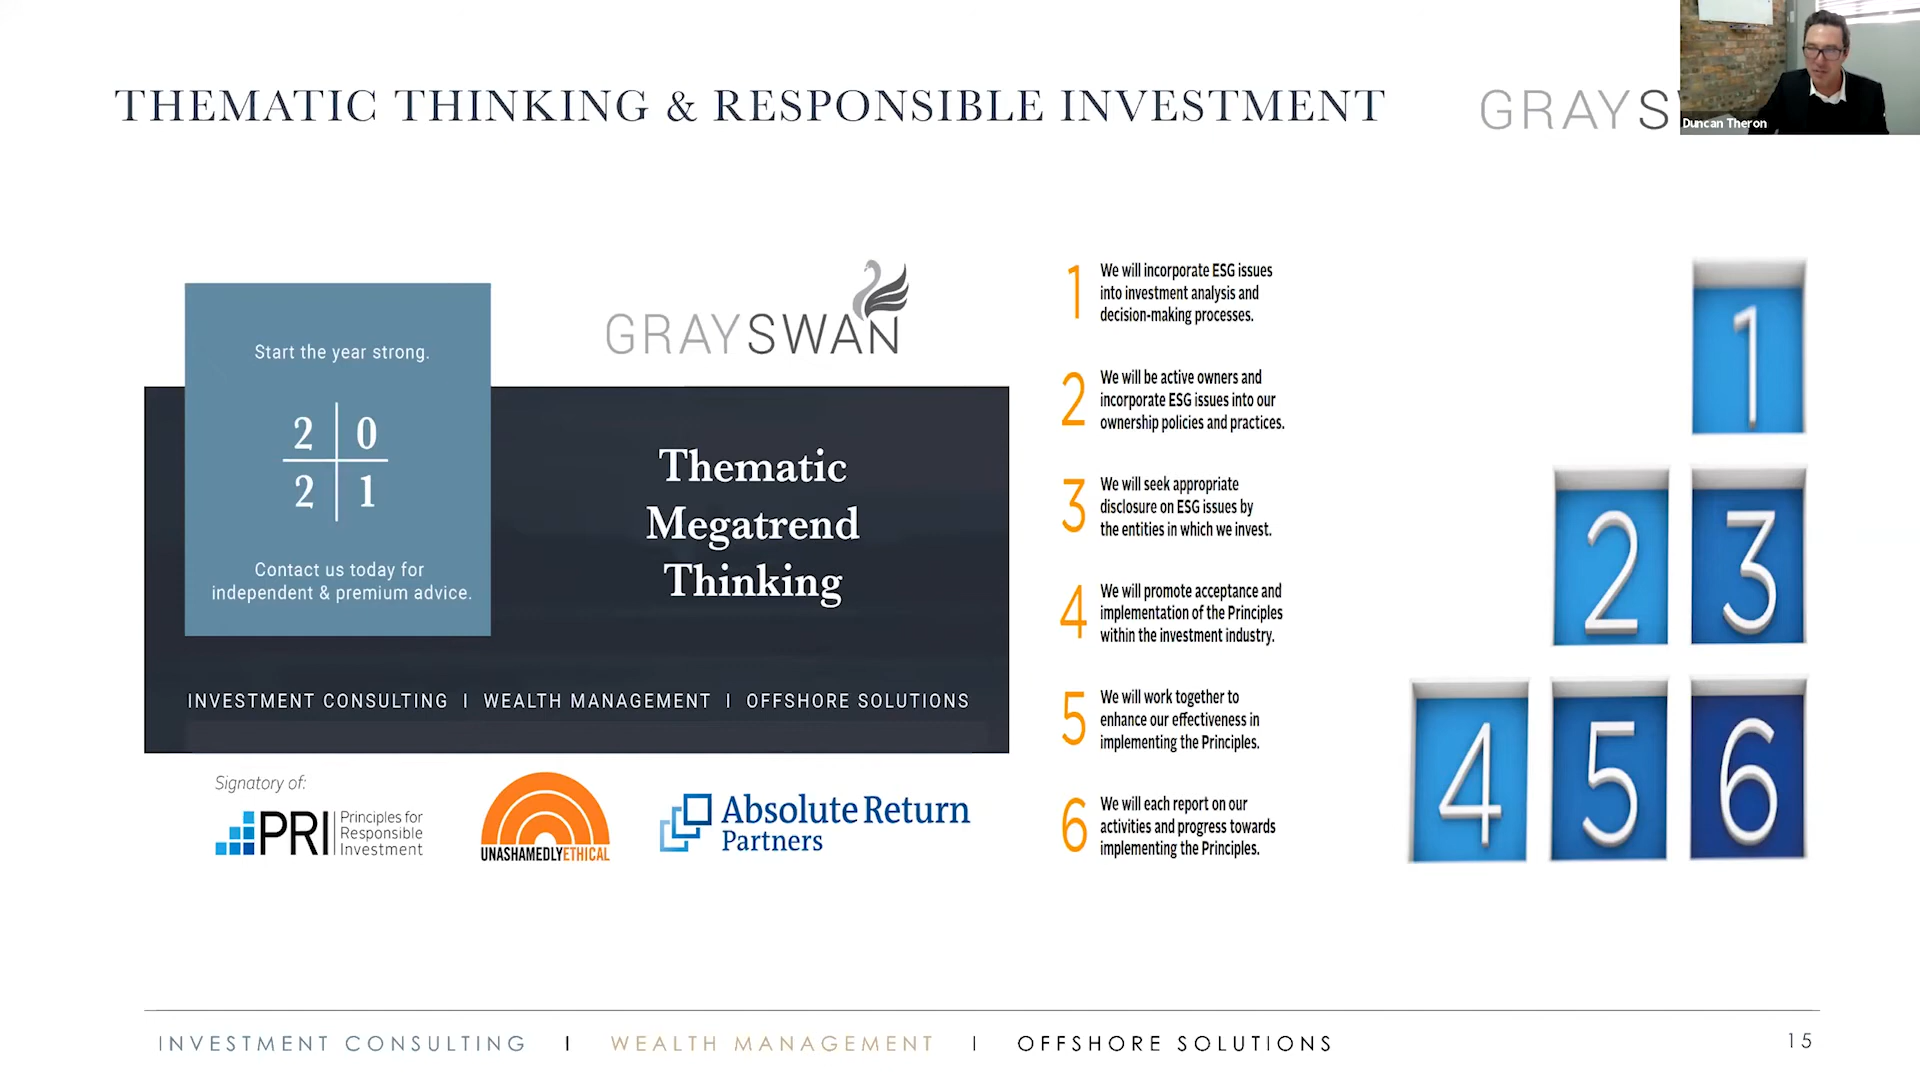 THEMATIC THINKING & RESPONSIBLE INVESTMENT
GRAYS
Duncan Theron
Start the year strong.
2 0
2 1
Contact us today for
independent & premium advice.
GRAYSWAN
Thematic
Megatrend
Thinking
INVESTMENT CONSULTING I WEALTH MANAGEMENT I OFFSHORE SOLUTIONS
Signatory of:
PRI
Principles for
Responsible
Investment
UNASHAMEDLYETHICAL
Absolute Return
Partners
1
We will incorporate ESG issues
into investment analysis and
decision-making processes.
2
We will be active owners and
incorporate ESG issues into our
ownership policies and practices.
3
We will seek appropriate
disclosure on ESG issues by
the entities in which we invest.
4
We will promote acceptance and
implementation of the Principles
within the investment industry.
5
We will work together to
enhance our effectiveness in
implementing the Principles.
6
We will each report on our
activities and progress towards
implementing the Principles.
1
2 3
4 5 6
INVESTMENT CONSULTING I WEALTH MANAGEMENT I OFFSHORE SOLUTIONS
15